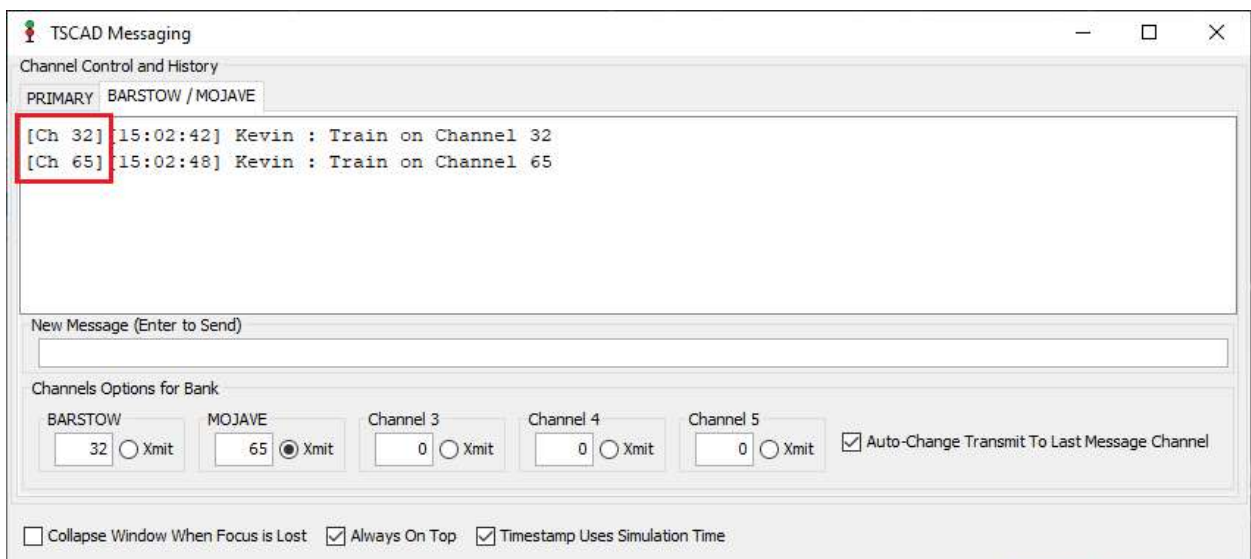 TSCAD Messaging
Channel Control and History
PRIMARY BARSTOW / MOJAVE
[Ch 32][15:02:42] Kevin : Train on Channel 32
[Ch 65][15:02:48] Kevin : Train on Channel 65
New Message (Enter to Send)
Channels Options for Bank
BARSTOW MOJAVE Channel 3 Channel 4 Channel 5
32 Xmit 65 Xmit 0 Xmit 0 Xmit 0 Xmit Auto-Change Transmit To Last Message Channel
Collapse Window When Focus is Lost Always On Top Timestamp Uses Simulation Time